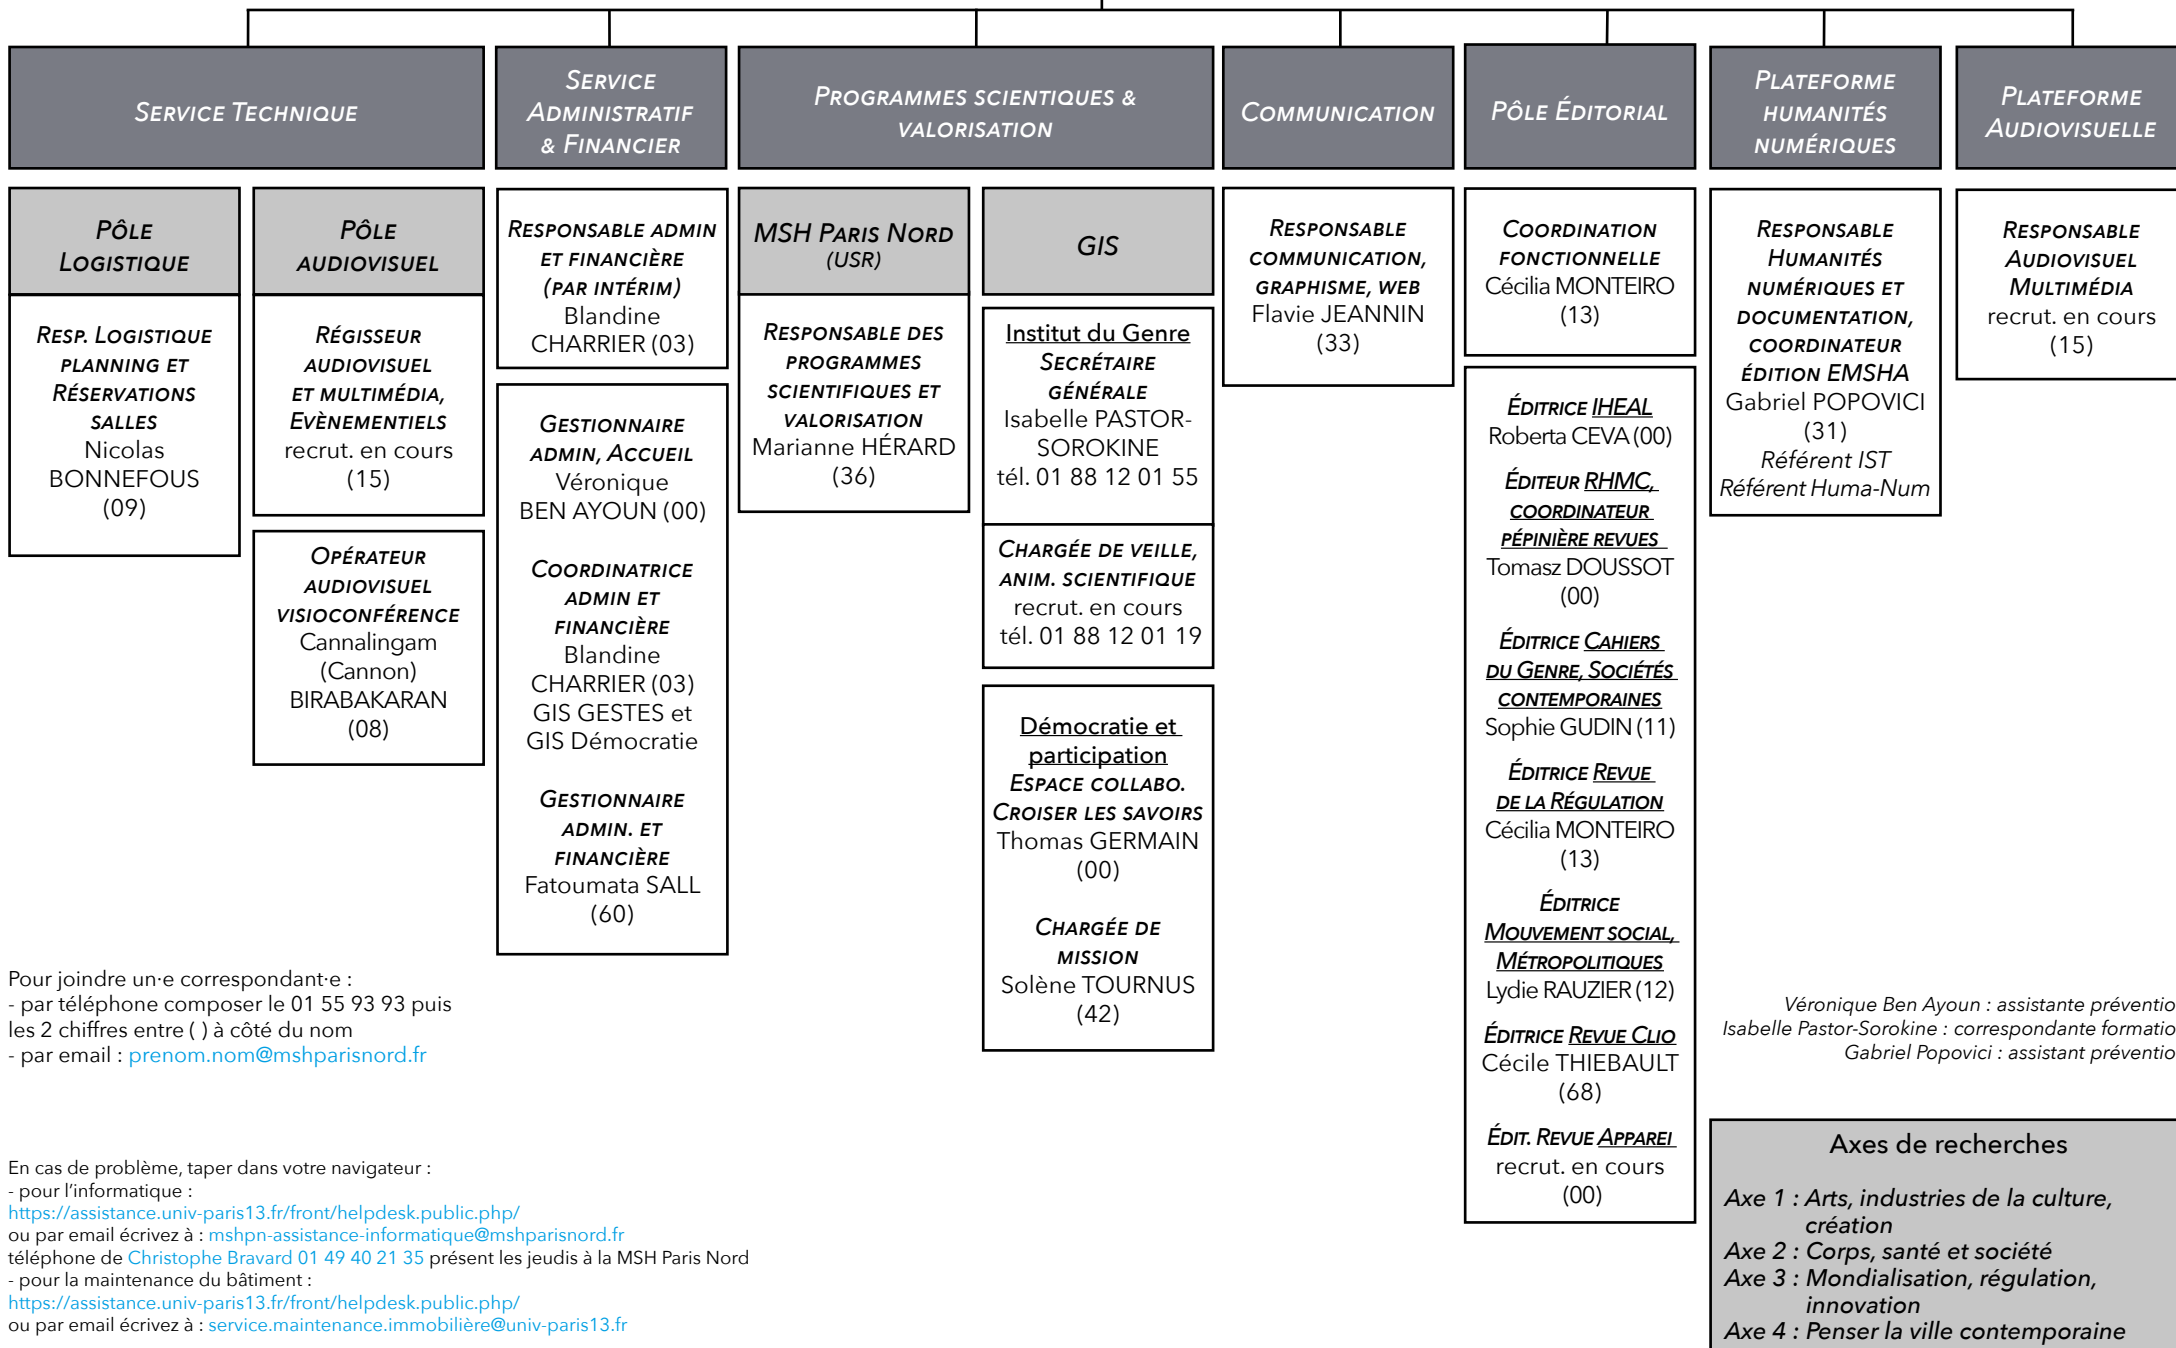 Service Technique
Service
Administratif
& Financier
Programmes scientiques &
valorisation
Communication
Pôle Éditorial
Plateforme
humanités
numériques
Plateforme
Audiovisuelle
Pôle
Logistique
Resp. Logistique
planning et
Réservations
salles
Nicolas
BONNEFOUS
(09)
Pôle
audiovisuel
Régisseur
audiovisuel
et multimédia,
Evènementiels
recrut. en cours
(15)
Opérateur
audiovisuel
visioconférence
Cannalingam
(Cannon)
BIRABAKARAN
(08)
Responsable admin
et financière
(par intérim)
Blandine
CHARRIER (03)
Gestionnaire
admin, Accueil
Véronique
BEN AYOUN (00)
Coordinatrice
admin et
financière
Blandine
CHARRIER (03)
GIS GESTES et
GIS Démocratie
Gestionnaire
admin. et
financière
Fatoumata SALL
(60)
MSH Paris Nord
(USR)
Responsable des
programmes
scientifiques et
valorisation
Marianne HÉRARD
(36)
GIS
Institut du Genre
Secrétaire
générale
Isabelle PASTOR-
SOROKINE
tél. 01 88 12 01 55
Chargée de veille,
anim. scientifique
recrut. en cours
tél. 01 88 12 01 19
Démocratie et
participation
Espace collabo.
Croiser les savoirs
Thomas GERMAIN
(00)
Chargée de
mission
Solène TOURNUS
(42)
Responsable
communication,
graphisme, web
Flavie JEANNIN
(33)
Coordination
fonctionnelle
Cécilia MONTEIRO
(13)
Éditrice IHEAL
Roberta CEVA (00)
Éditeur RHMC,
coordinateur
pépinière revues
Tomasz DOUSSOT
(00)
Éditrice Cahiers
du Genre, Sociétés
contemporaines
Sophie GUDIN (11)
Éditrice Revue
de la Régulation
Cécilia MONTEIRO
(13)
Éditrice
Mouvement social,
Métropolitiques
Lydie RAUZIER (12)
Éditrice Revue Clio
Cécile THIEBAULT
(68)
Édit. Revue Apparei
recrut. en cours
(00)
Responsable
Humanités
numériques et
documentation,
coordinateur
édition EMSHA
Gabriel POPOVICI
(31)
Référent IST
Référent Huma-Num
Responsable
Audiovisuel
Multimédia
recrut. en cours
(15)
Pour joindre un·e correspondant·e :
- par téléphone composer le 01 55 93 93 puis
les 2 chiffres entre ( ) à côté du nom
- par email : prenom.nom@mshparisnord.fr
Véronique Ben Ayoun : assistante préventio
Isabelle Pastor-Sorokine : correspondante formatio
Gabriel Popovici : assistant préventio
En cas de problème, taper dans votre navigateur :
- pour l'informatique :
https://assistance.univ-paris13.fr/front/helpdesk.public.php/
ou par email écrivez à : mshpn-assistance-informatique@mshparisnord.fr
téléphone de Christophe Bravard 01 49 40 21 35 présent les jeudis à la MSH Paris Nord
- pour la maintenance du bâtiment :
https://assistance.univ-paris13.fr/front/helpdesk.public.php/
ou par email écrivez à : service.maintenance.immobilière@univ-paris13.fr
Axes de recherches
Axe 1 : Arts, industries de la culture,
création
Axe 2 : Corps, santé et société
Axe 3 : Mondialisation, régulation,
innovation
Axe 4 : Penser la ville contemporaine